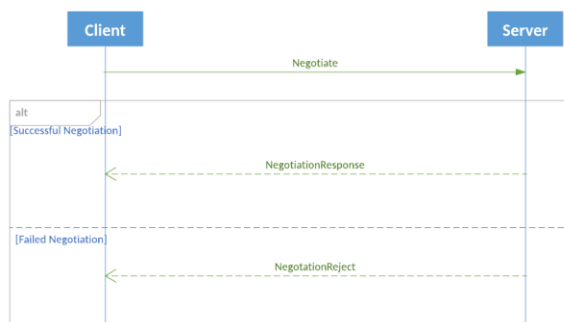 Client
Server
Negotiate
alt
[Successful Negotiation]
NegotiationResponse
[Failed Negotiation]
NegotationReject